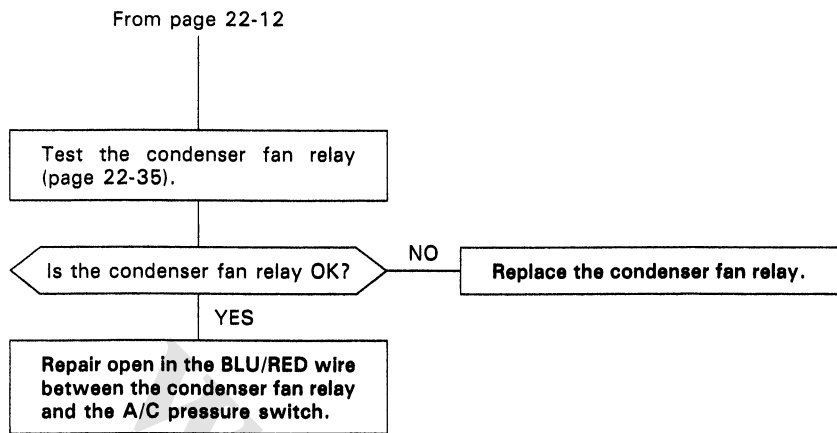 From page 22-12
Test the condenser fan relay
(page 22-35).
Is the condenser fan relay OK?
NO
Replace the condenser fan relay.
YES
Repair open in the BLU/RED wire
between the condenser fan relay
and the A/C pressure switch.